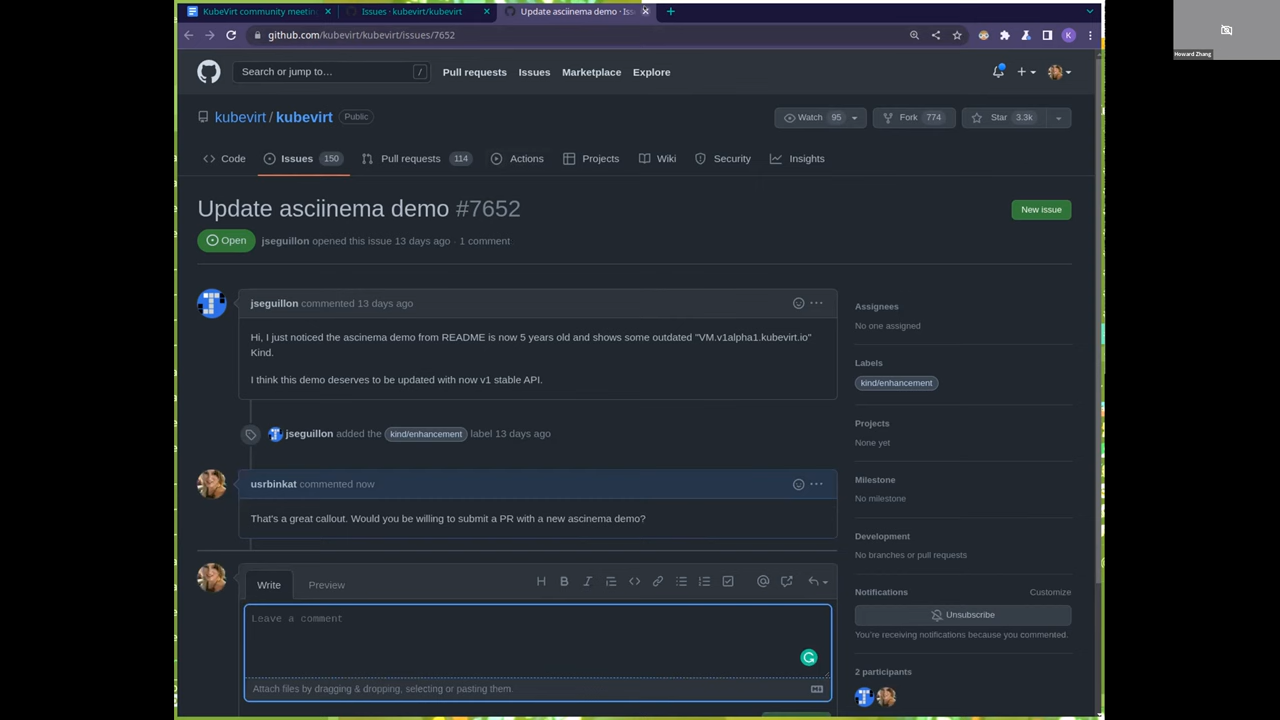 KubeVirt community meetin
Issues · kubevirt/kubevirt
Update asciinema demo · Iss
github.com/kubevirt/kubevirt/issues/7652
K
Howard Zhang
Search or jump to…
/
Pull requests
Issues
Marketplace
Explore
kubevirt / kubevirt
Public
Watch 95
Fork 774
Star 3.3k
Code
Issues 150
Pull requests 114
Actions
Projects
Wiki
Security
Insights
Update asciinema demo #7652
New issue
Open
jseguillon opened this issue 13 days ago · 1 comment
jseguillon commented 13 days ago
Hi, I just noticed the ascinema demo from README is now 5 years old and shows some outdated "VM.v1alpha1.kubevirt.io"
Kind.
I think this demo deserves to be updated with now v1 stable API.
jseguillon added the kind/enhancement label 13 days ago
usrbinkat commented now
That's a great callout. Would you be willing to submit a PR with a new ascinema demo?
Write
Preview
Leave a comment
Attach files by dragging & dropping, selecting or pasting them.
Assignees
No one assigned
Labels
kind/enhancement
Projects
None yet
Milestone
No milestone
Development
No branches or pull requests
Notifications
Customize
Unsubscribe
You're receiving notifications because you commented.
2 participants